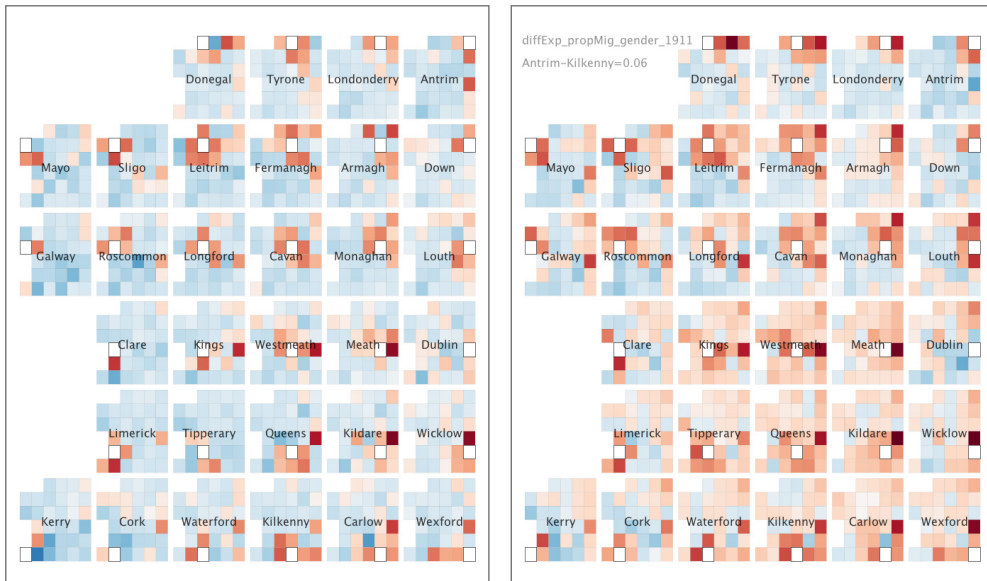 Donegal Tyrone Londonderry Antrim
Mayo Sligo Leitrim Fermanagh Armagh Down
Galway Roscommon Longford Cavan Monaghan Louth
Clare Kings Westmeath Meath Dublin
Limerick Tipperary Queens Kildare Wicklow
Kerry Cork Waterford Kilkenny Carlow Wexford
diffExp_propMig_gender_1911
Antrim-Kilkenny=0.06
Donegal Tyrone Londonderry Antrim
Mayo Sligo Leitrim Fermanagh Armagh Down
Galway Roscommon Longford Cavan Monaghan Louth
Clare Kings Westmeath Meath Dublin
Limerick Tipperary Queens Kildare Wicklow
Kerry Cork Waterford Kilkenny Carlow Wexford